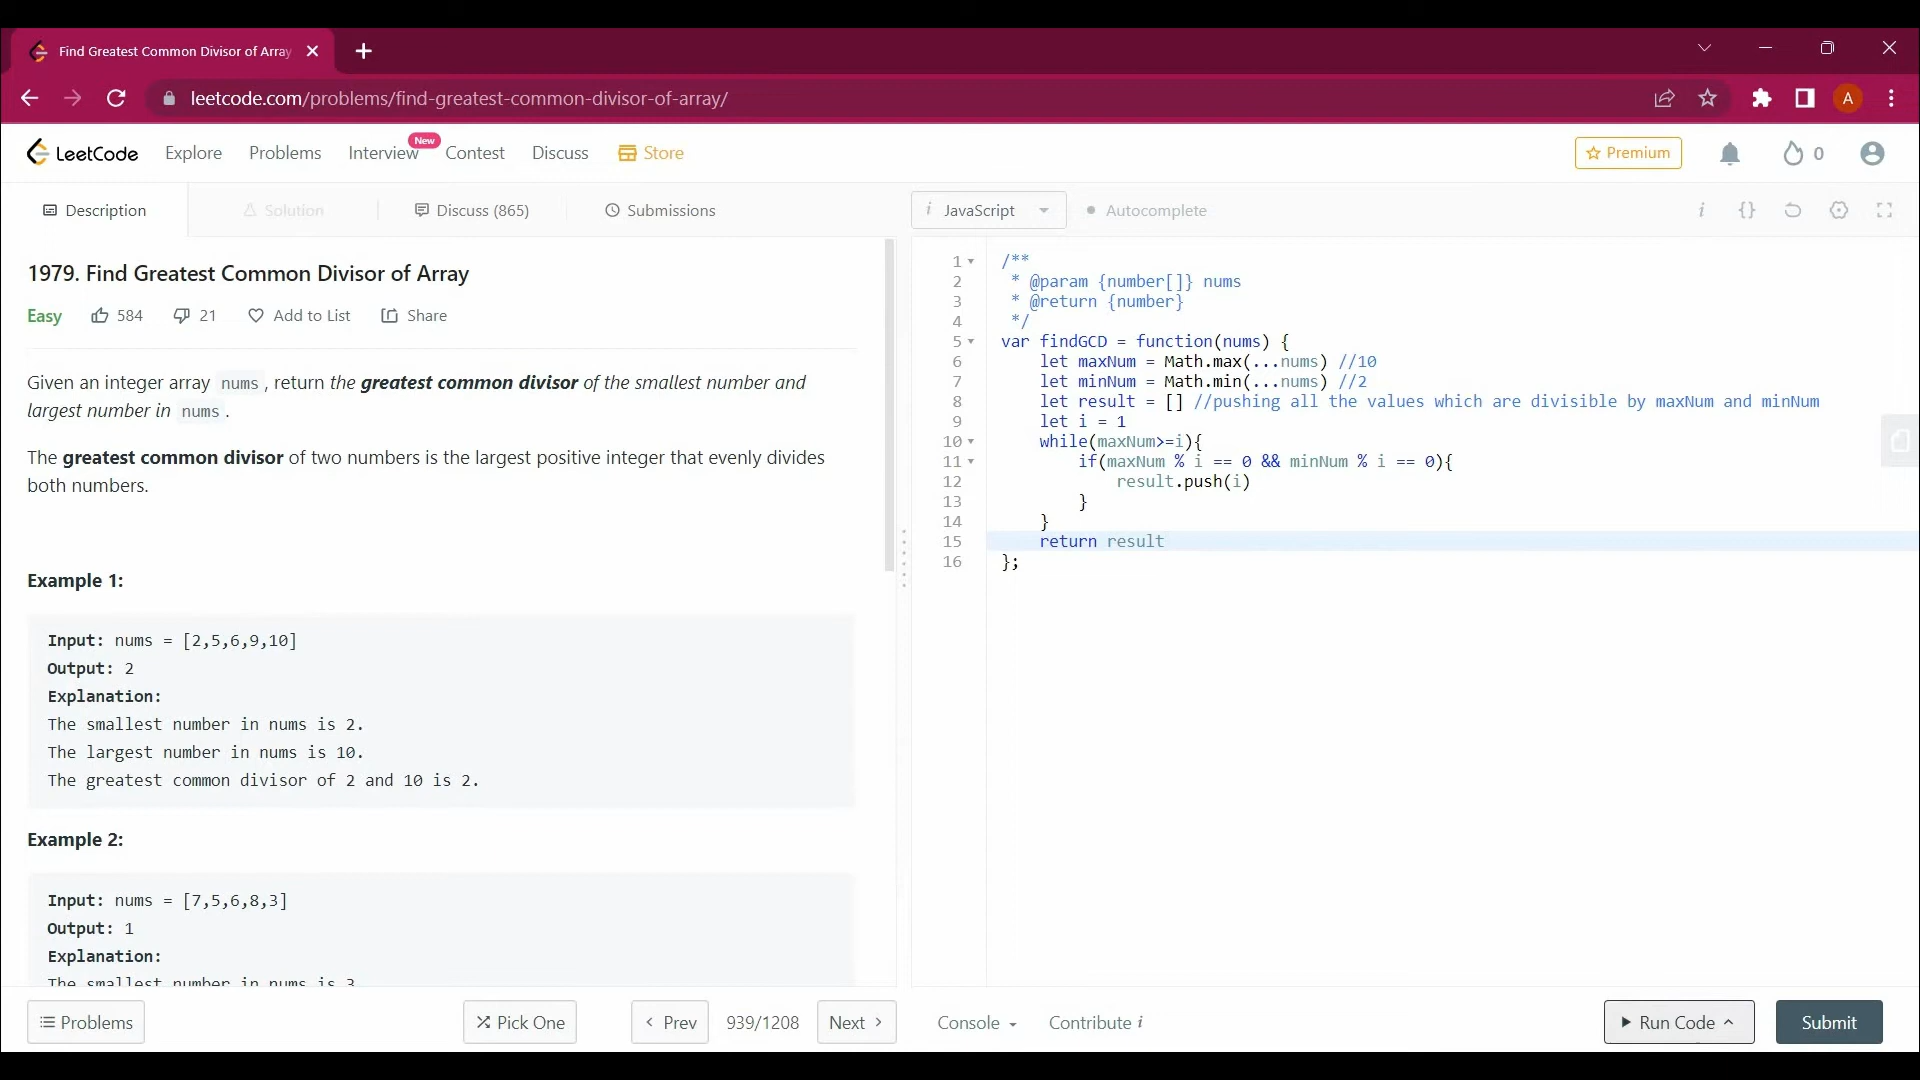 Find Greatest Common Divisor of Array
leetcode.com/problems/find-greatest-common-divisor-of-array/
A
LeetCode
Explore
Problems
Interview
New
Contest
Discuss
Store
Premium
0
Description
Solution
Discuss (865)
Submissions
i JavaScript
Autocomplete
i {}
1979. Find Greatest Common Divisor of Array
Easy 584 21 Add to List Share
Given an integer array nums, return the greatest common divisor of the smallest number and
largest number in nums.
The greatest common divisor of two numbers is the largest positive integer that evenly divides
both numbers.
Example 1:
Input: nums = [2,5,6,9,10]
Output: 2
Explanation:
The smallest number in nums is 2.
The largest number in nums is 10.
The greatest common divisor of 2 and 10 is 2.
Example 2:
Input: nums = [7,5,6,8,3]
Output: 1
Explanation:
The smallest number in nums is 3
1 /**
2 * @param {number[]} nums
3 * @return {number}
4 */
5 var findGCD = function(nums) {
6 let maxNum = Math.max(...nums) //10
7 let minNum = Math.min(...nums) //2
8 let result = [] //pushing all the values which are divisible by maxNum and minNum
9 let i = 1
10 while(maxNum>=i){
11 if(maxNum % i == 0 && minNum % i == 0){
12 result.push(i)
13 }
14 }
15 return result
16 };
Problems
Pick One
Prev
939/1208
Next
Console
Contribute i
Run Code
Submit